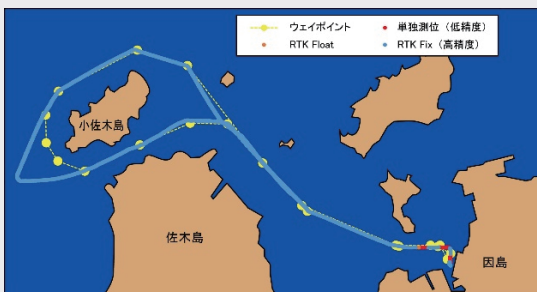 ウェイポイント
単独測位（低精度）
RTK Float
RTK Fix（高精度）
小佐木島
佐木島
因島